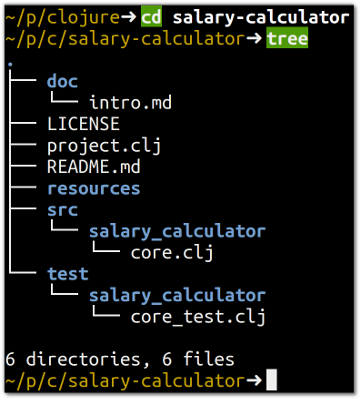 ~/p/clojure➜ cd salary-calculator
~/p/c/salary-calculator➜ tree
.
├── doc
│   └── intro.md
├── LICENSE
├── project.clj
├── README.md
├── resources
├── src
│   └── salary_calculator
│       └── core.clj
└── test
    └── salary_calculator
        └── core_test.clj

6 directories, 6 files
~/p/c/salary-calculator➜